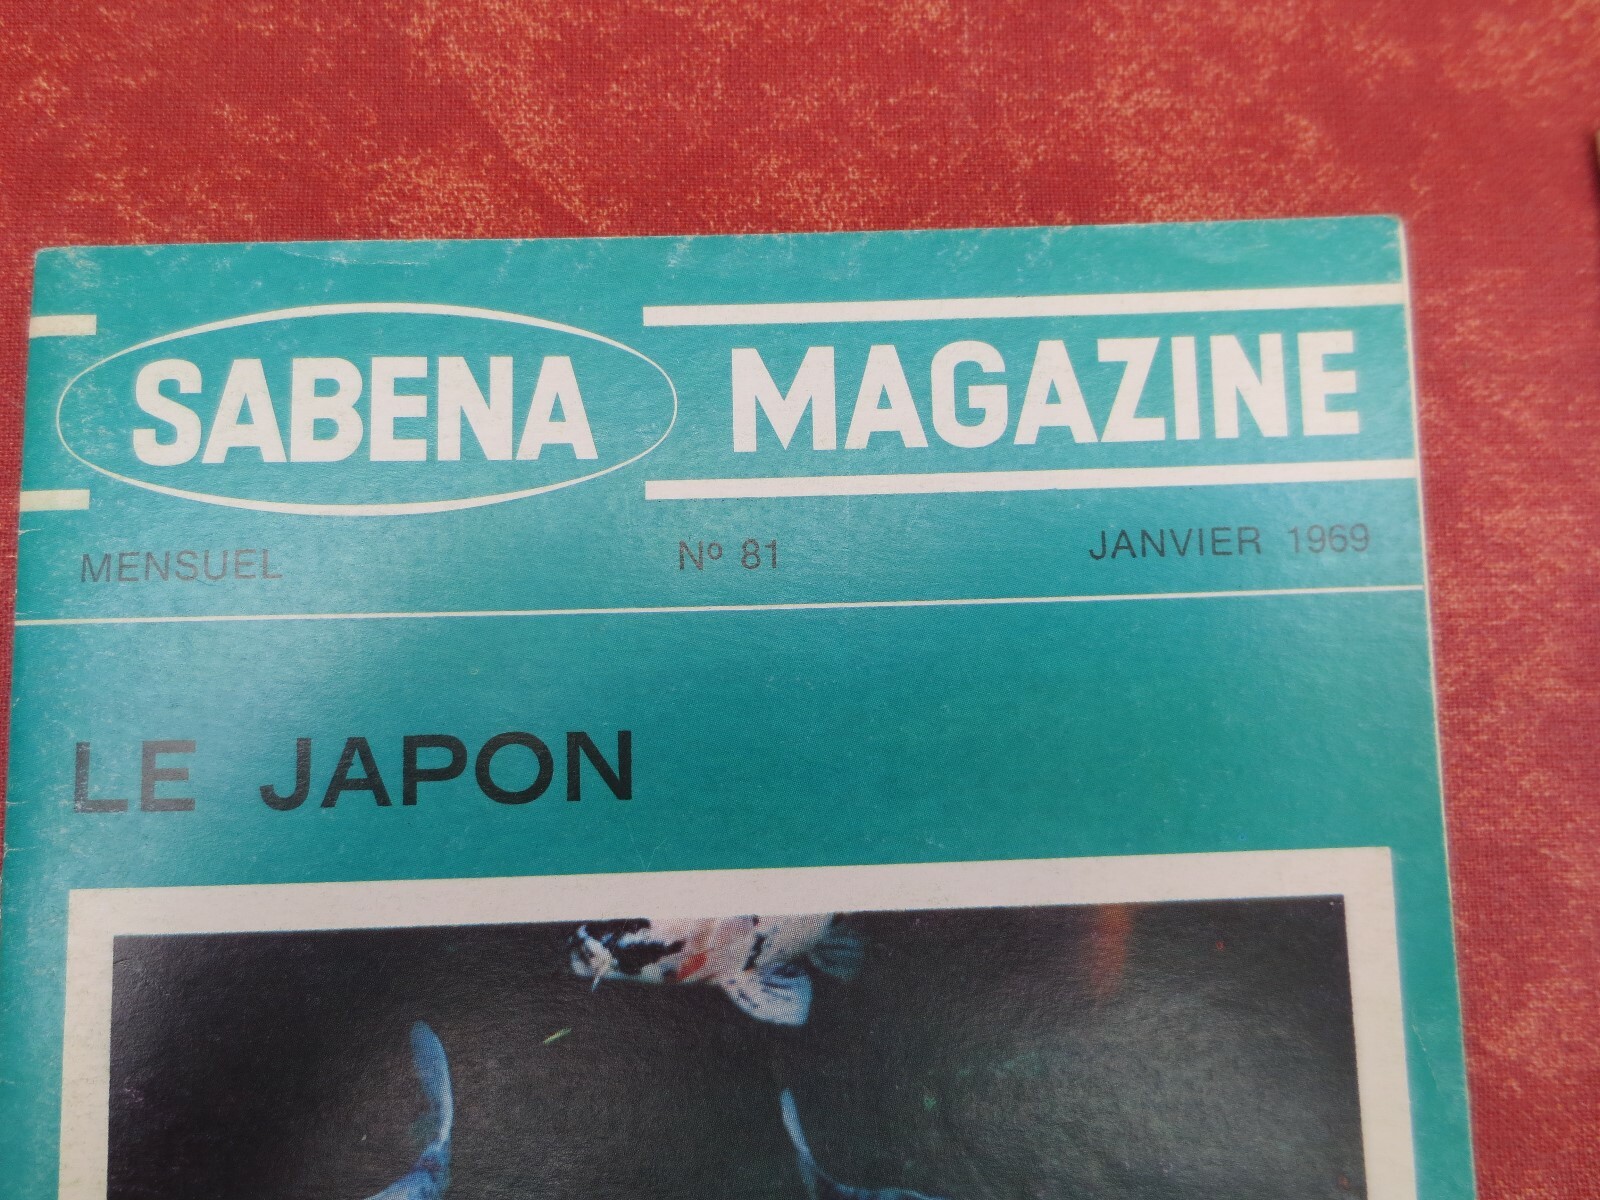 SABENA MAGAZINE
MENSUEL Nº 81 JANVIER 1969
LE JAPON